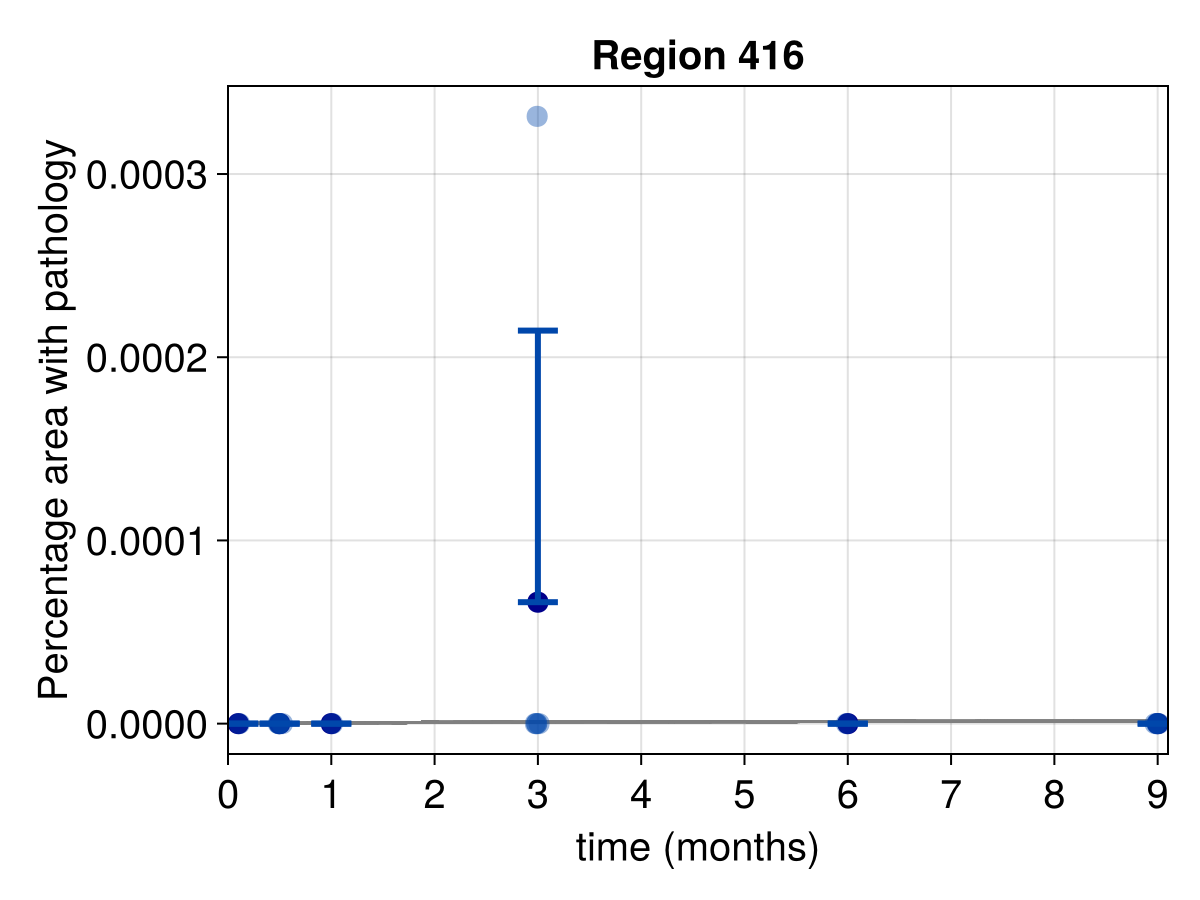 Region 416
Percentage area with pathology
0.0003
0.0002
0.0001
0.0000
0 1 2 3 4 5 6 7 8 9
time (months)